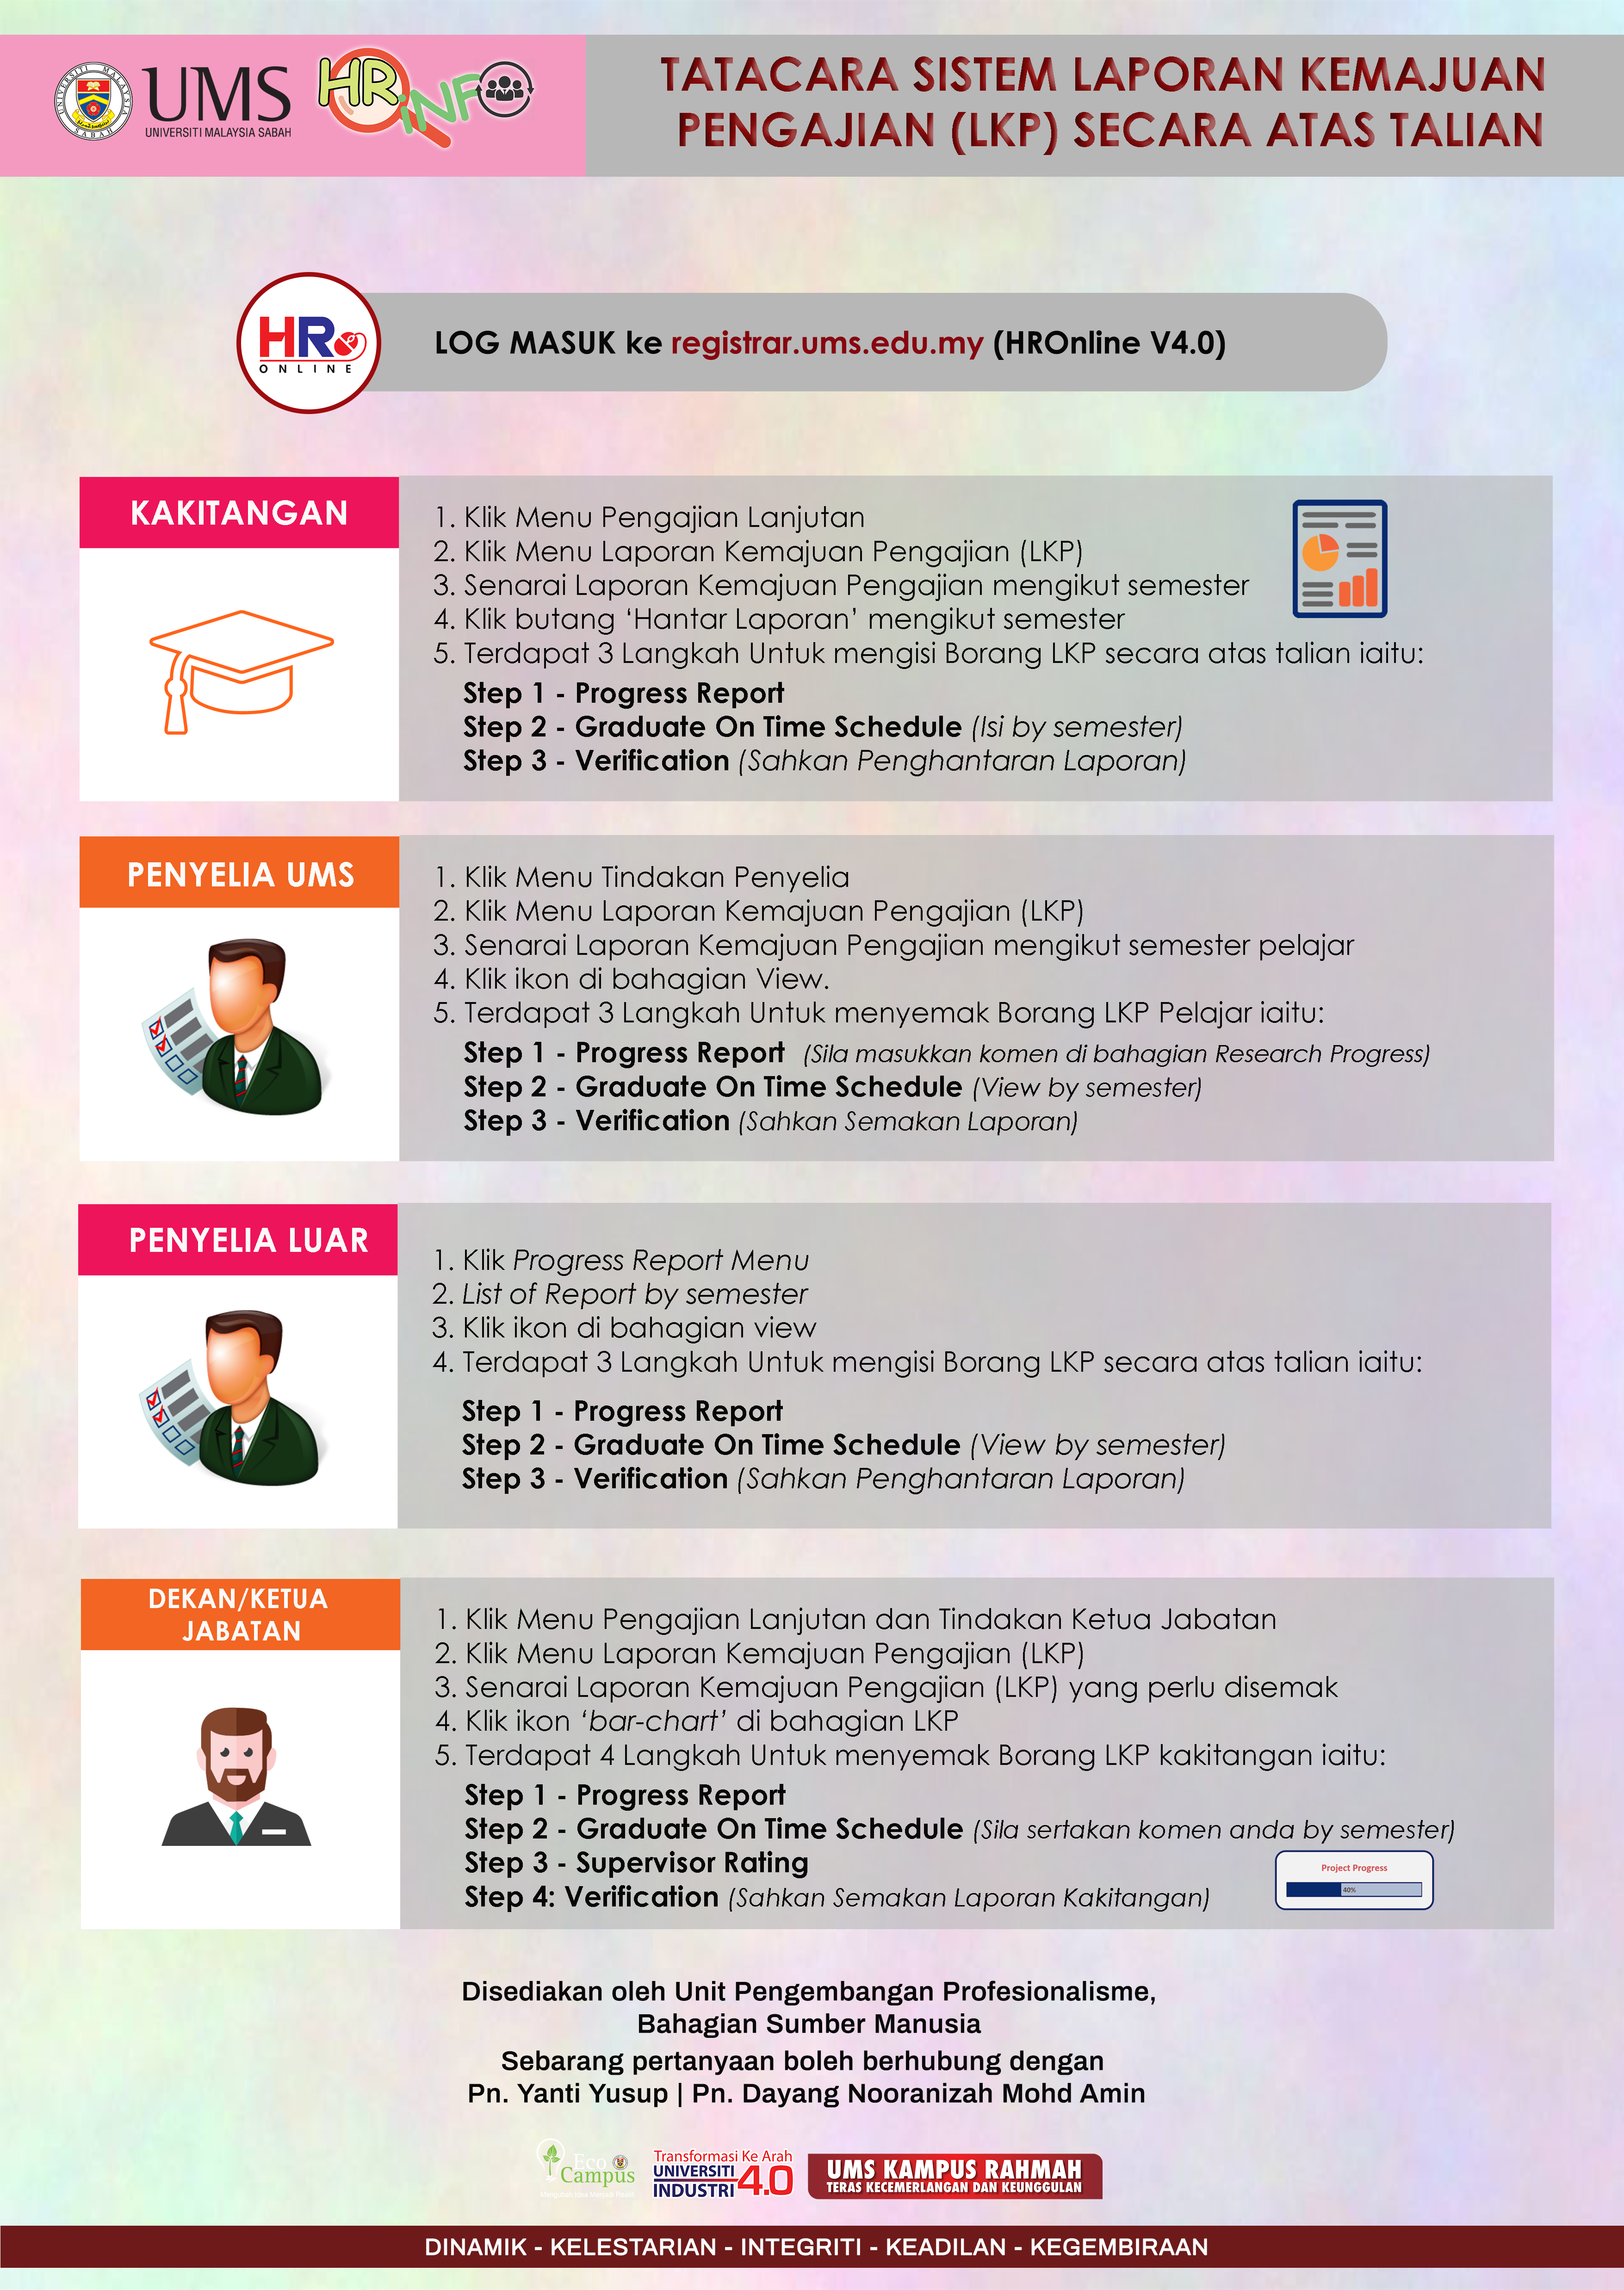 UNIVERSITI MALAYSIA SABAH
UMS
UNIVERSITI MALAYSIA SABAH
HR iNFO
TATACARA SISTEM LAPORAN KEMAJUAN
PENGAJIAN (LKP) SECARA ATAS TALIAN
HR
ONLINE
LOG MASUK ke registrar.ums.edu.my (HROnline V4.0)
KAKITANGAN
1. Klik Menu Pengajian Lanjutan
2. Klik Menu Laporan Kemajuan Pengajian (LKP)
3. Senarai Laporan Kemajuan Pengajian mengikut semester
4. Klik butang ‘Hantar Laporan’ mengikut semester
5. Terdapat 3 Langkah Untuk mengisi Borang LKP secara atas talian iaitu:
Step 1 - Progress Report
Step 2 - Graduate On Time Schedule (Isi by semester)
Step 3 - Verification (Sahkan Penghantaran Laporan)
PENYELIA UMS
1. Klik Menu Tindakan Penyelia
2. Klik Menu Laporan Kemajuan Pengajian (LKP)
3. Senarai Laporan Kemajuan Pengajian mengikut semester pelajar
4. Klik ikon di bahagian View.
5. Terdapat 3 Langkah Untuk menyemak Borang LKP Pelajar iaitu:
Step 1 - Progress Report (Sila masukkan komen di bahagian Research Progress)
Step 2 - Graduate On Time Schedule (View by semester)
Step 3 - Verification (Sahkan Semakan Laporan)
PENYELIA LUAR
1. Klik Progress Report Menu
2. List of Report by semester
3. Klik ikon di bahagian view
4. Terdapat 3 Langkah Untuk mengisi Borang LKP secara atas talian iaitu:
Step 1 - Progress Report
Step 2 - Graduate On Time Schedule (View by semester)
Step 3 - Verification (Sahkan Penghantaran Laporan)
DEKAN/KETUA
JABATAN
1. Klik Menu Pengajian Lanjutan dan Tindakan Ketua Jabatan
2. Klik Menu Laporan Kemajuan Pengajian (LKP)
3. Senarai Laporan Kemajuan Pengajian (LKP) yang perlu disemak
4. Klik ikon ‘bar-chart’ di bahagian LKP
5. Terdapat 4 Langkah Untuk menyemak Borang LKP kakitangan iaitu:
Step 1 - Progress Report
Step 2 - Graduate On Time Schedule (Sila sertakan komen anda by semester)
Step 3 - Supervisor Rating
Step 4: Verification (Sahkan Semakan Laporan Kakitangan)
Project Progress
40%
Disediakan oleh Unit Pengembangan Profesionalisme,
Bahagian Sumber Manusia
Sebarang pertanyaan boleh berhubung dengan
Pn. Yanti Yusup | Pn. Dayang Nooranizah Mohd Amin
Eco
Campus
Transformasi Ke Arah
UNIVERSITI
INDUSTRI 4.0
UMS KAMPUS RAHMAH
TERAS KECEMERLANGAN DAN KEUNGGULAN
DINAMIK - KELESTARIAN - INTEGRITI - KEADILAN - KEGEMBIRAAN